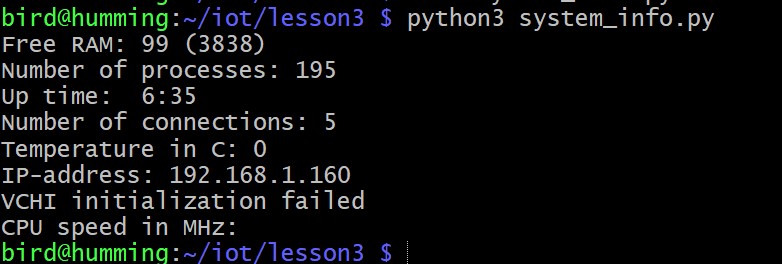 bird@humming:~/iot/lesson3 $ python3 system_info.py
Free RAM: 99 (3838)
Number of processes: 195
Up time:  6:35
Number of connections: 5
Temperature in C: 0
IP-address: 192.168.1.160
VCHI initialization failed
CPU speed in MHz:
bird@humming:~/iot/lesson3 $